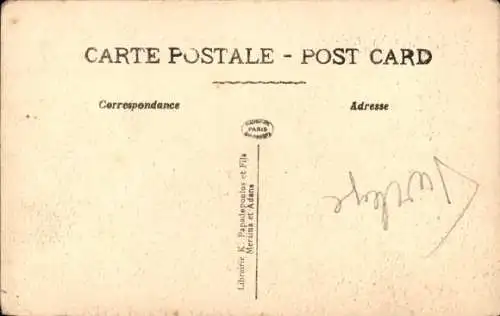 CARTE POSTALE - POST CARD
Correspondance
Adresse
PARIS
Librairie K. Papadopoulos et Fils
Mersina et Adana